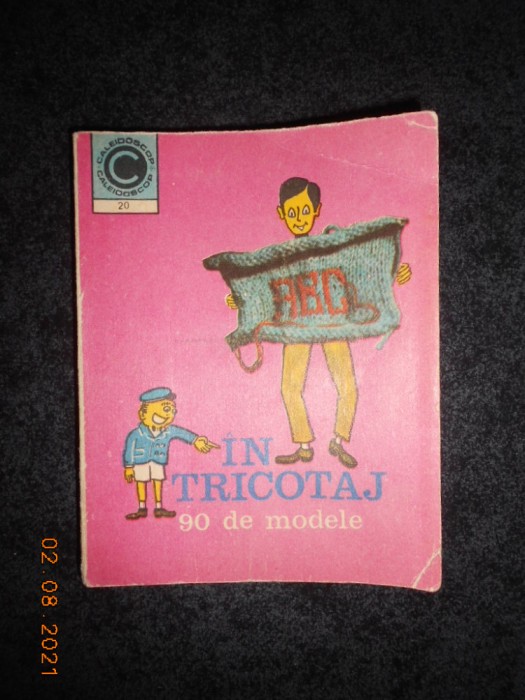 CALEIDOSCOP
C
CALEIDOSCOP
20
ABC
ÎN
TRICOTAJ
90 de modele
02.08.2021